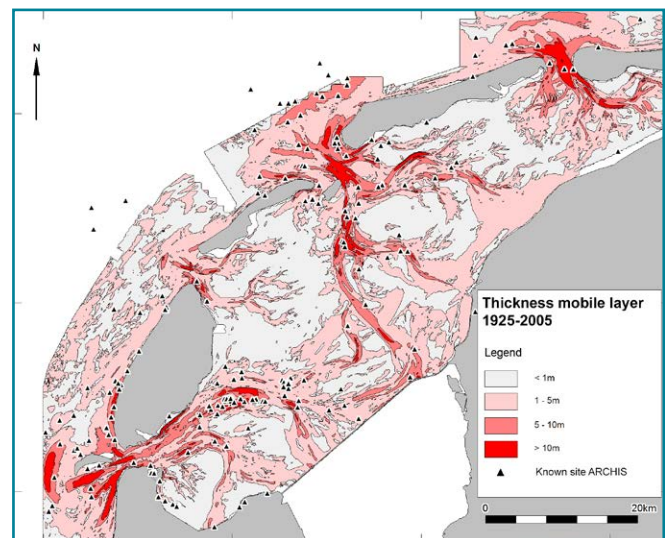 N
Thickness mobile layer
1925-2005
Legend
< 1m
1 - 5m
5 - 10m
> 10m
Known site ARCHIS
0 20km